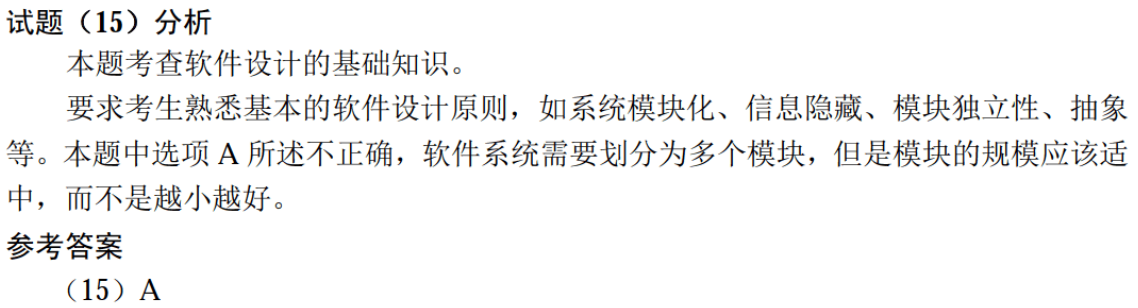 试题（15）分析
本题考查软件设计的基础知识。
要求考生熟悉基本的软件设计原则，如系统模块化、信息隐藏、模块独立性、抽象
等。本题中选项 A 所述不正确，软件系统需要划分为多个模块，但是模块的规模应该适
中，而不是越小越好。
参考答案
（15）A